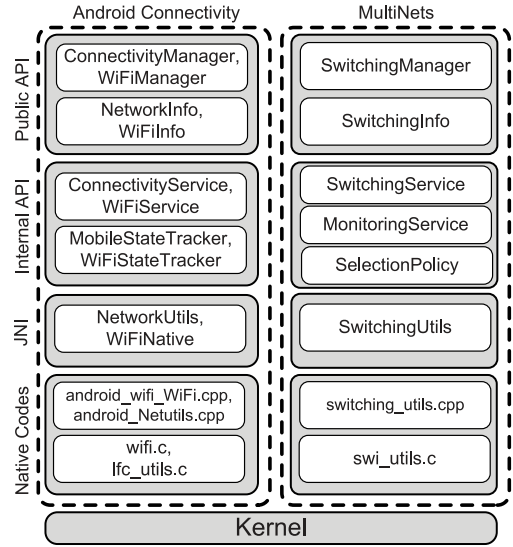 Android Connectivity
MultiNets
Public API
ConnectivityManager,
WiFiManager
NetworkInfo,
WiFiInfo
SwitchingManager
SwitchingInfo
Internal API
ConnectivityService,
WiFiService
MobileStateTracker,
WiFiStateTracker
SwitchingService
MonitoringService
SelectionPolicy
JNI
NetworkUtils,
WiFiNative
SwitchingUtils
Native Codes
android_wifi_WiFi.cpp,
android_Netutils.cpp
wifi.c,
lfc_utils.c
switching_utils.cpp
swi_utils.c
Kernel